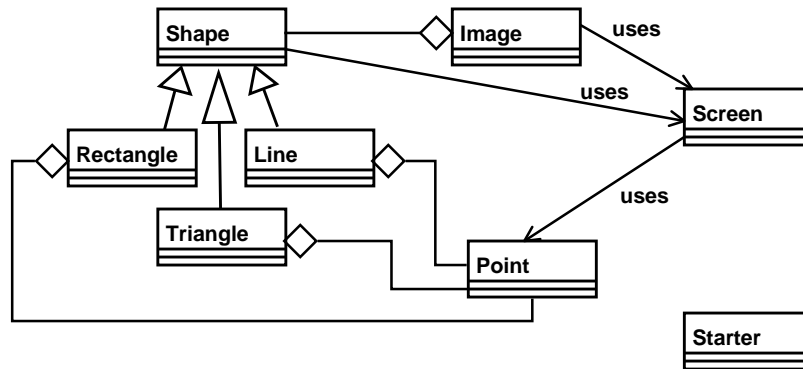 Shape
Image
uses
uses
Screen
Rectangle
Line
uses
Triangle
Point
Starter